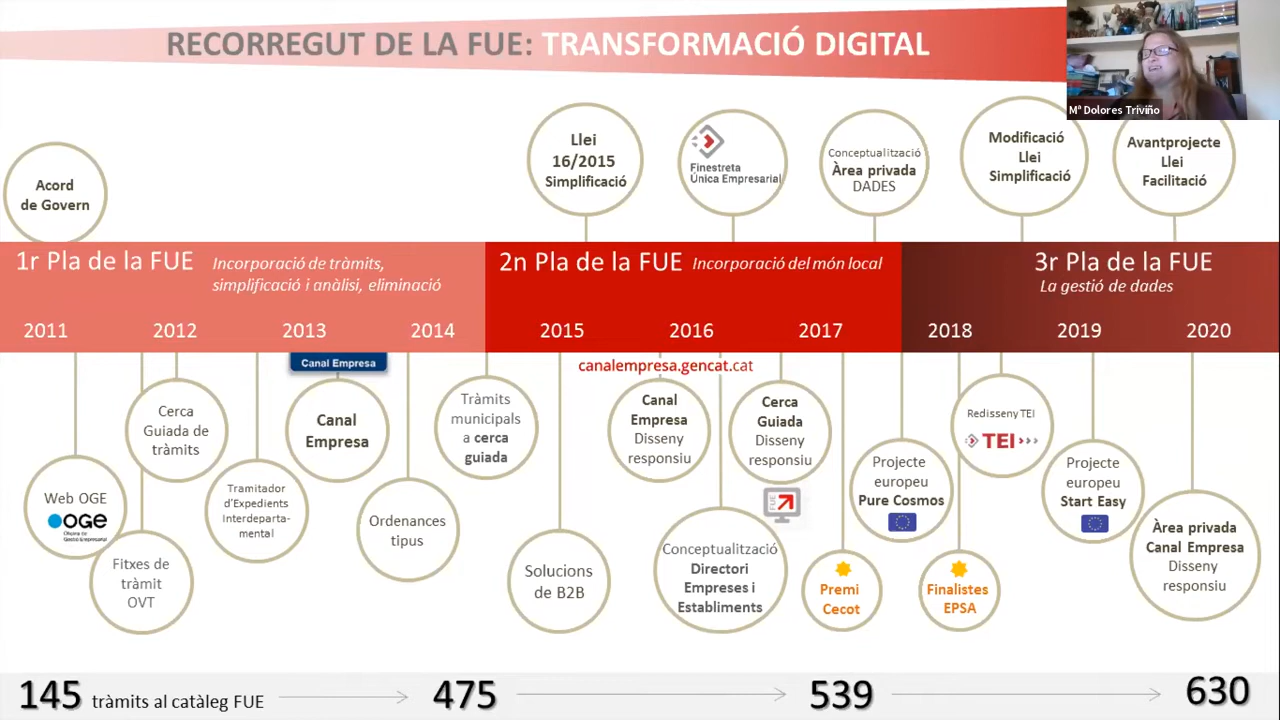 RECORREGUT DE LA FUE: TRANSFORMACIÓ DIGITAL
Mª Dolores Triviño
Acord
de Govern
Llei
16/2015
Simplificació
Finestreta
Única Empresarial
Conceptualització
Àrea privada
DADES
Modificació
Llei
Simplificació
Avantprojecte
Llei
Facilitació
1r Pla de la FUE
Incorporació de tràmits,
simplificació i anàlisi, eliminació
2n Pla de la FUE
Incorporació del món local
3r Pla de la FUE
La gestió de dades
2011
2012
2013
2014
2015
2016
2017
2018
2019
2020
Canal Empresa
canalempresa.gencat.cat
Web OGE
OGE
Oficina de
Gestió Empresarial
Fitxes de
tràmit
OVT
Cerca
Guiada de
tràmits
Tramitador
d'Expedients
Interdeparta-
mental
Canal
Empresa
Ordenances
tipus
Tràmits
municipals
a cerca
guiada
Solucions
de B2B
Canal
Empresa
Disseny
responsiu
Conceptualització
Directori
Empreses i
Establiments
Cerca
Guiada
Disseny
responsiu
FUE
Premi
Cecot
Projecte
europeu
Pure Cosmos
Finalistes
EPSA
Redisseny TEI
TEI
Projecte
europeu
Start Easy
Àrea privada
Canal Empresa
Disseny
responsiu
145 tràmits al catàleg FUE
475
539
630